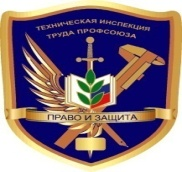 ТЕХНИЧЕСКАЯ ИНСПЕКЦИЯ
ТРУДА ПРОФСОЮЗА
ПРАВО И ЗАЩИТА